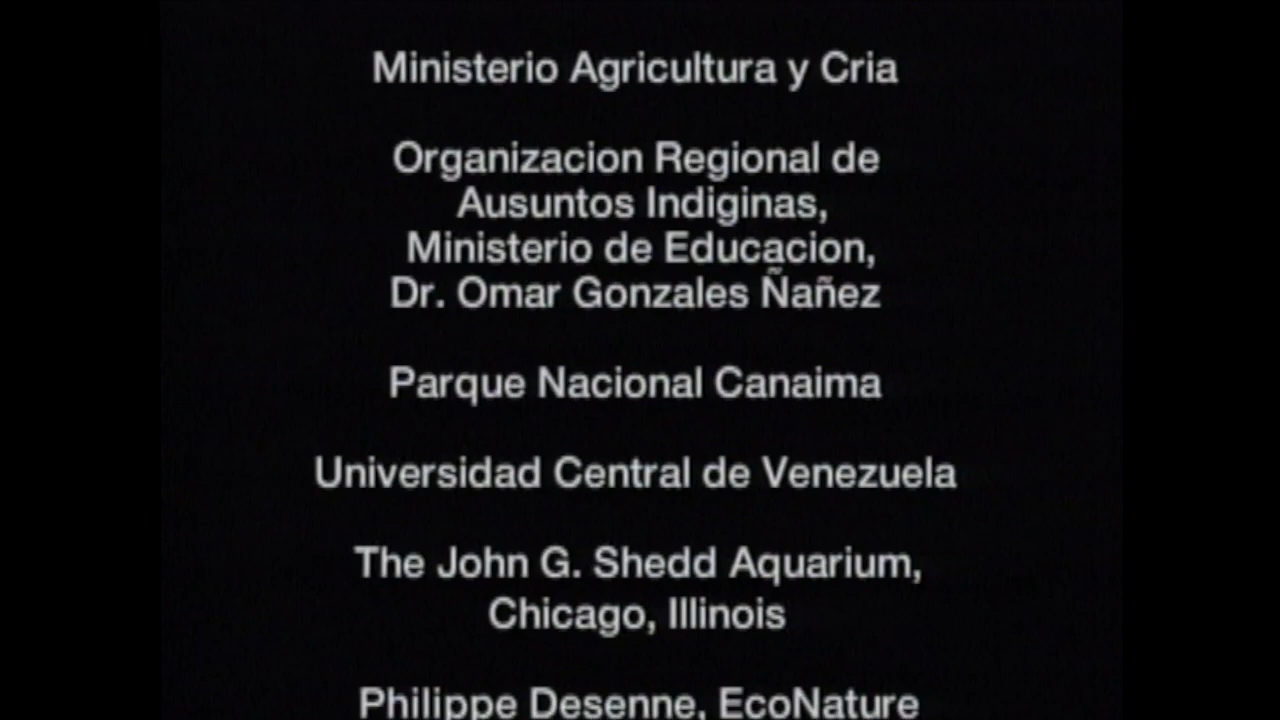 Ministerio Agricultura y Cria
Organizacion Regional de
Ausuntos Indiginas,
Ministerio de Educacion,
Dr. Omar Gonzales Ñañez
Parque Nacional Canaima
Universidad Central de Venezuela
The John G. Shedd Aquarium,
Chicago, Illinois
Philippe Desenne, EcoNature